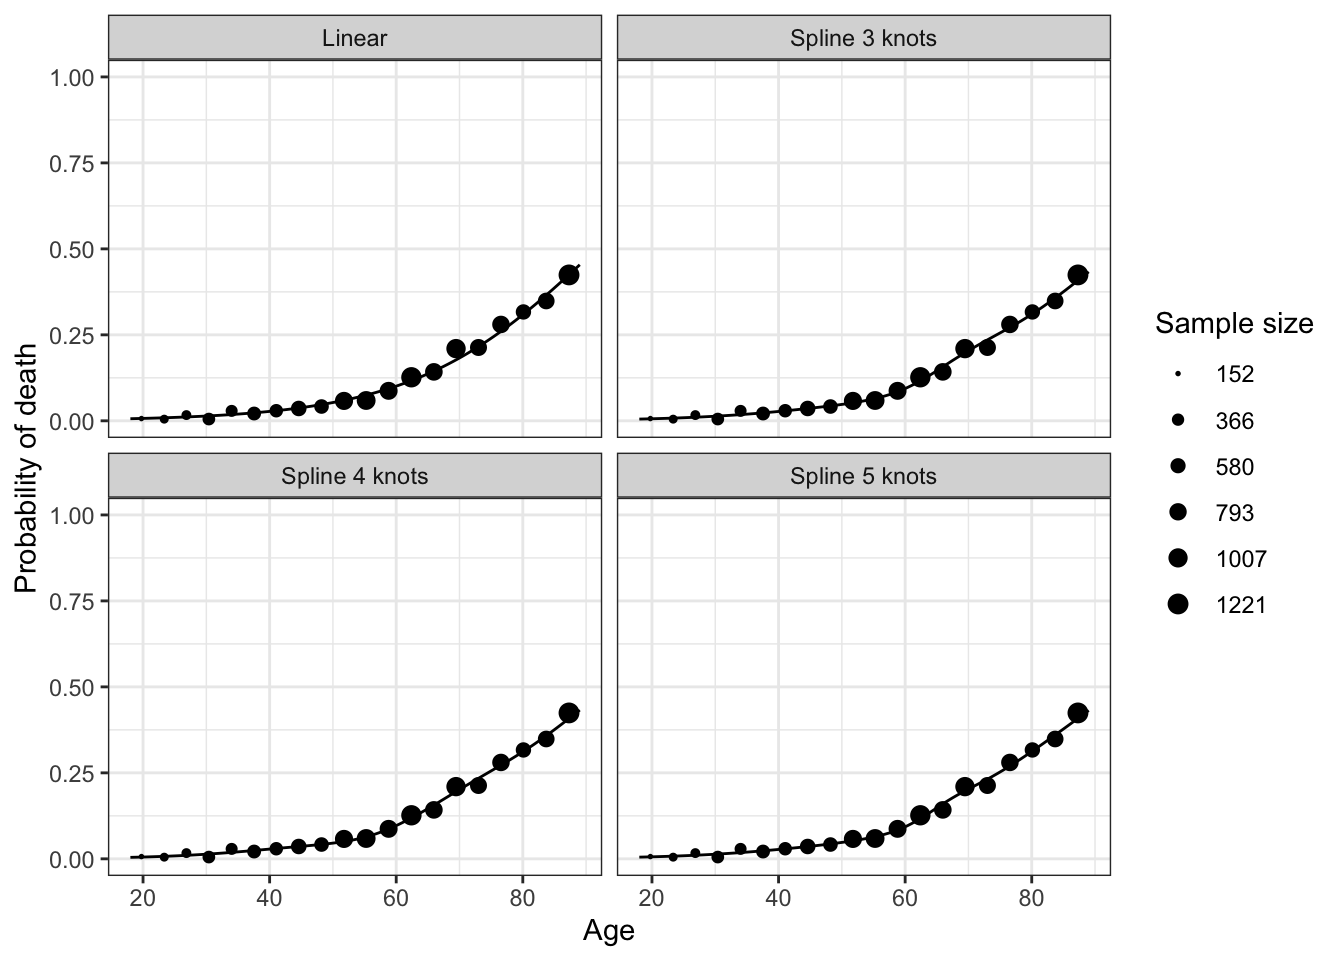 Linear
Spline 3 knots
1.00
0.75
0.50
0.25
0.00
Spline 4 knots
Spline 5 knots
1.00
0.75
0.50
0.25
0.00
20 40 60 80
20 40 60 80
Age
Probability of death
Sample size
152
366
580
793
1007
1221